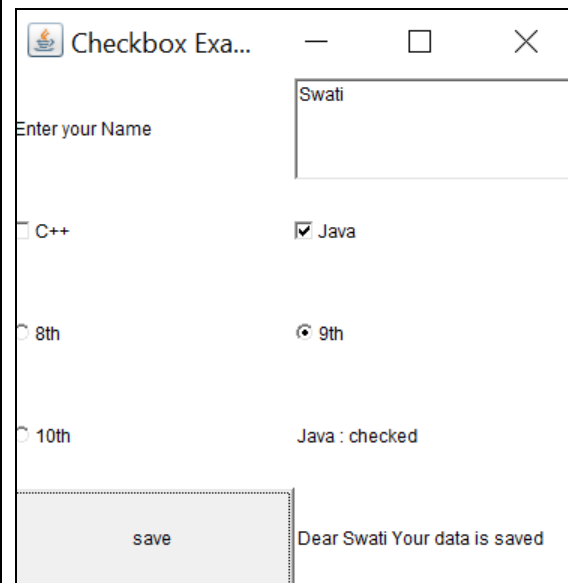 Checkbox Exa...
Swati
Enter your Name
C++ Java
8th 9th
10th Java : checked
save Dear Swati Your data is saved